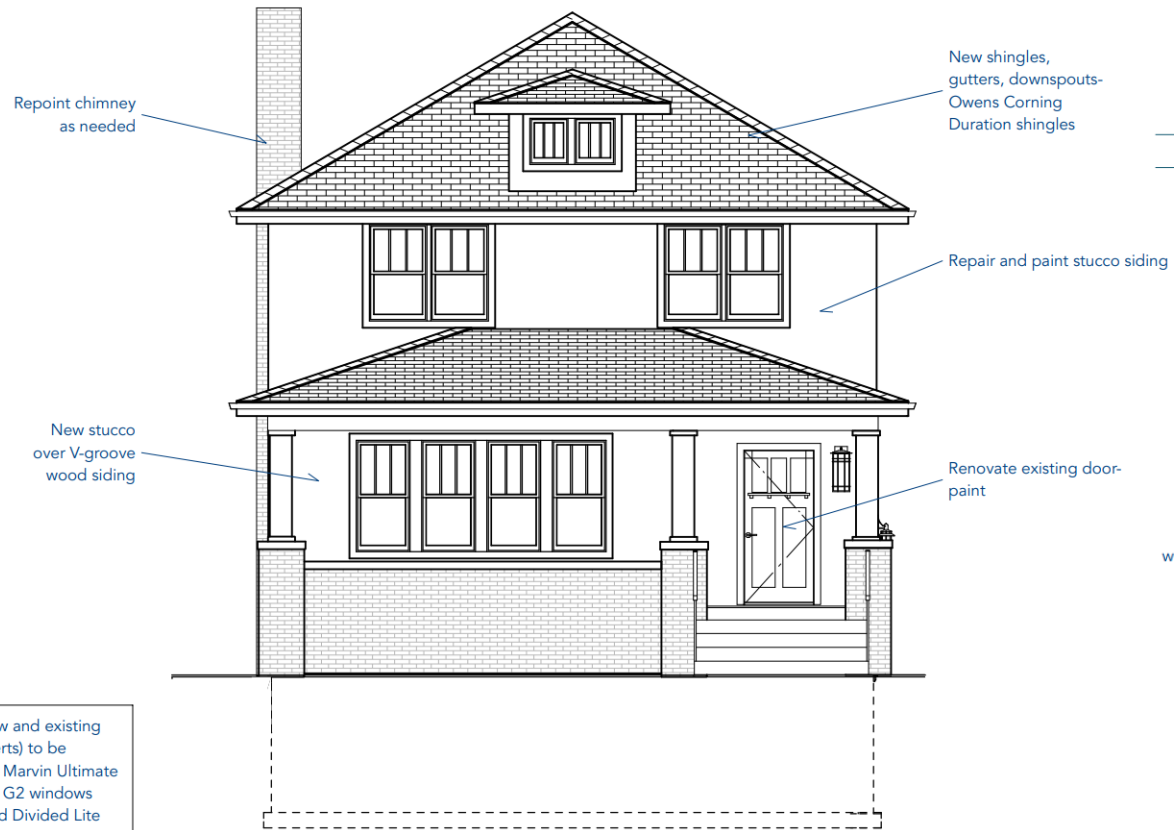 Repoint chimney
as needed
New shingles,
gutters, downspouts-
Owens Corning
Duration shingles
Repair and paint stucco siding
New stucco
over V-groove
wood siding
Renovate existing door-
paint
w
and existing
to be
Marvin Ultimate
G2 windows
Divided Lite